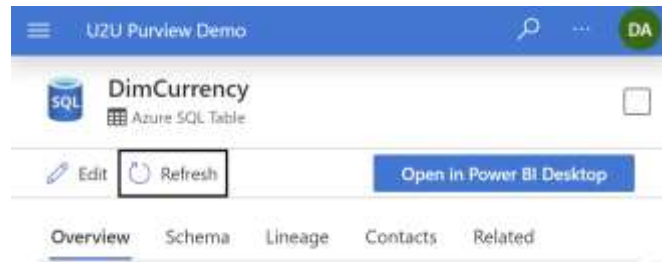 U2U Purview Demo
DA
SQL
DimCurrency
Azure SQL Table
Edit
Refresh
Open in Power BI Desktop
Overview
Schema
Lineage
Contacts
Related